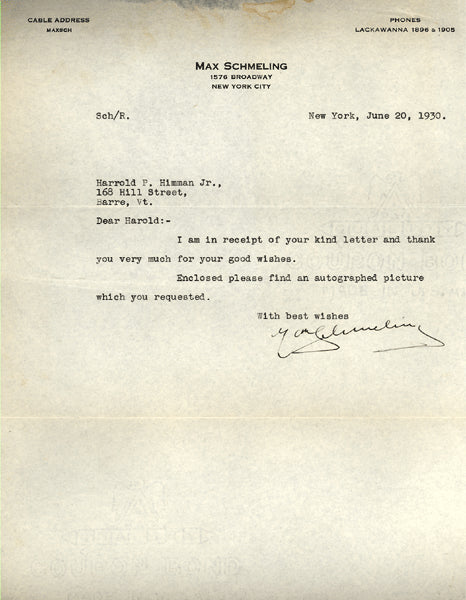 CABLE ADDRESS
MAXSCH
PHONES
LACKAWANNA 1896 & 1905
MAX SCHMELING
1576 BROADWAY
NEW YORK CITY
Sch/R.
New York, June 20, 1930.
Harrold F. Himman Jr.,
168 Hill Street,
Barre, Vt.
Dear Harold:-
I am in receipt of your kind letter and thank
you very much for your good wishes.
Enclosed please find an autographed picture
which you requested.
With best wishes
Max Schmeling